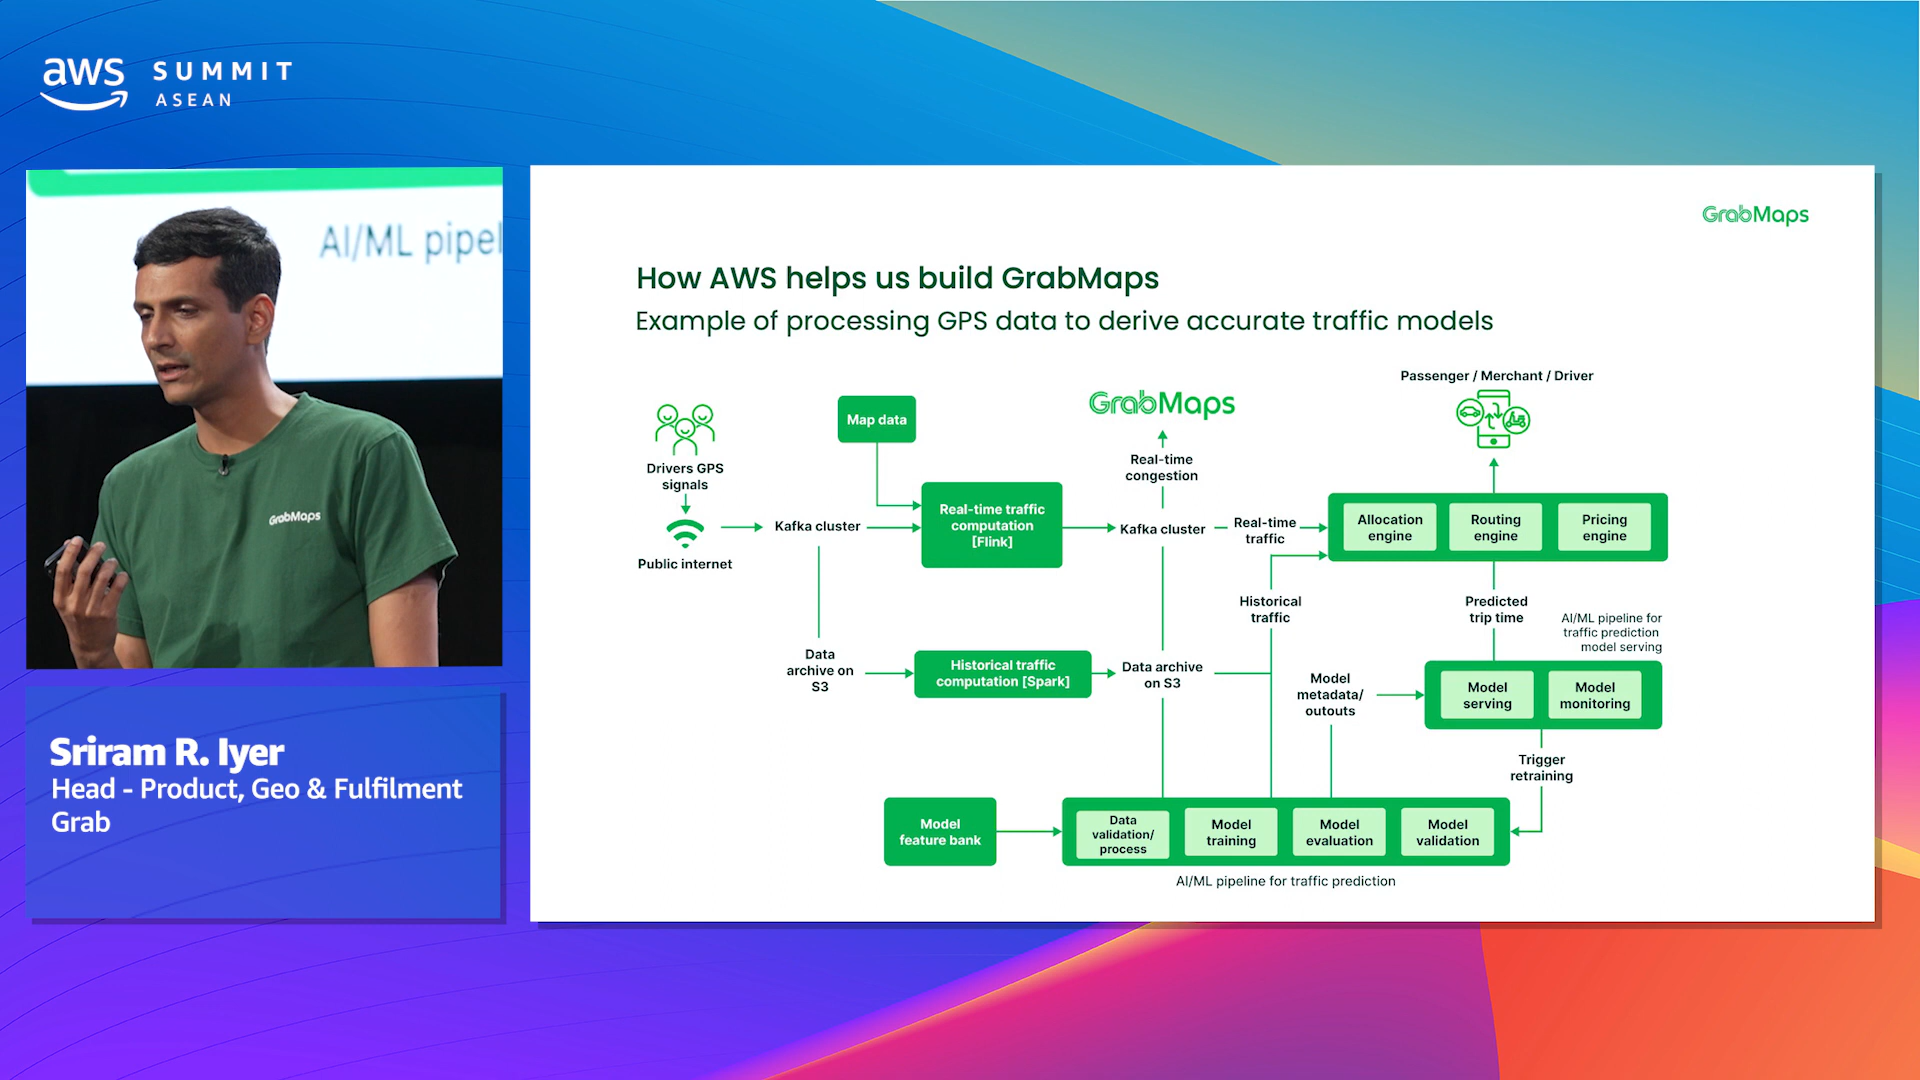 aws SUMMIT
ASEAN
AI/ML pipel
GrabMaps
Sriram R. Iyer
Head - Product, Geo & Fulfilment
Grab
GrabMaps
How AWS helps us build GrabMaps
Example of processing GPS data to derive accurate traffic models
Drivers GPS
signals
Public internet
Map data
Kafka cluster
Real-time traffic
computation
[Flink]
Data
archive on
S3
Historical traffic
computation [Spark]
GrabMaps
Real-time
congestion
Kafka cluster
Real-time
traffic
Data archive
on S3
Historical
traffic
Passenger / Merchant / Driver
Allocation
engine
Routing
engine
Pricing
engine
Predicted
trip time
AI/ML pipeline for
traffic prediction
model serving
Model
metadata/
outouts
Model
serving
Model
monitoring
Trigger
retraining
Model
feature bank
Data
validation/
process
Model
training
Model
evaluation
Model
validation
AI/ML pipeline for traffic prediction